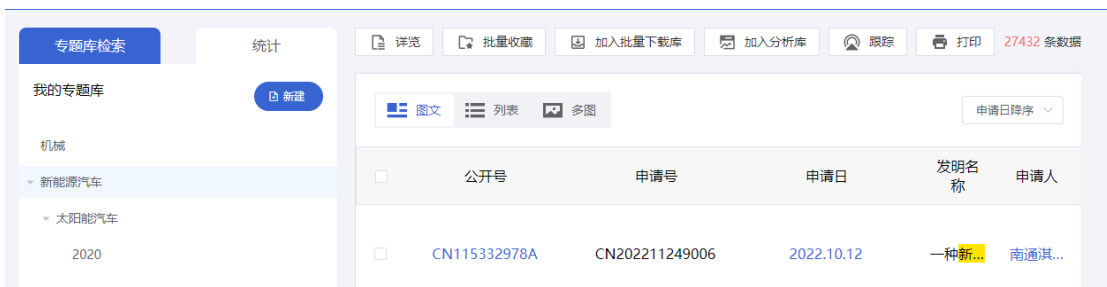 专题库检索 统计 详览 批量收藏 加入批量下载库 加入分析库 跟踪 打印 27432 条数据
我的专题库 新建
图文 列表 多图 申请日降序
机械
公开号 申请号 申请日 发明名称 申请人
新能源汽车
太阳能汽车
2020
CN115332978A CN202211249006 2022.10.12 一种新... 南通淇...